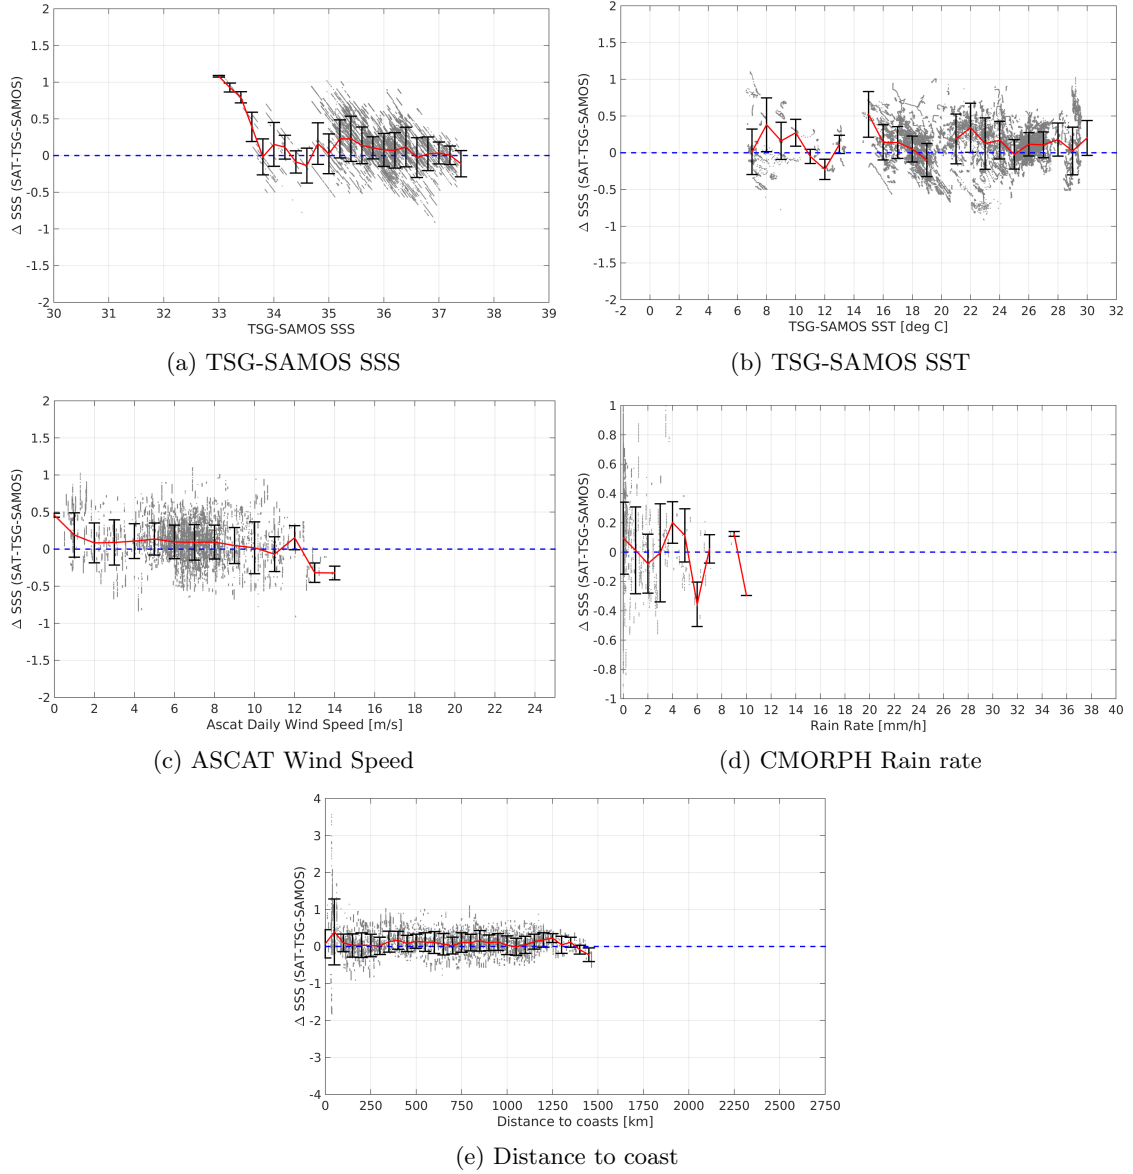 2
1.5
1
0.5
0
-0.5
-1
-1.5
-2
Δ SSS (SAT-TSG-SAMOS)
30 31 32 33 34 35 36 37 38 39
TSG-SAMOS SSS
(a) TSG-SAMOS SSS
2
1.5
1
0.5
0
-0.5
-1
-1.5
-2
Δ SSS (SAT-TSG-SAMOS)
-2 0 2 4 6 8 10 12 14 16 18 20 22 24 26 28 30 32
TSG-SAMOS SST [deg C]
(b) TSG-SAMOS SST
2
1.5
1
0.5
0
-0.5
-1
-1.5
-2
Δ SSS (SAT-TSG-SAMOS)
0 2 4 6 8 10 12 14 16 18 20 22 24
Ascat Daily Wind Speed [m/s]
(c) ASCAT Wind Speed
1
0.8
0.6
0.4
0.2
0
-0.2
-0.4
-0.6
-0.8
-1
Δ SSS (SAT-TSG-SAMOS)
0 2 4 6 8 10 12 14 16 18 20 22 24 26 28 30 32 34 36 38 40
Rain Rate [mm/h]
(d) CMORPH Rain rate
4
3
2
1
0
-1
-2
-3
-4
Δ SSS (SAT-TSG-SAMOS)
0 250 500 750 1000 1250 1500 1750 2000 2250 2500 2750
Distance to coasts [km]
(e) Distance to coast